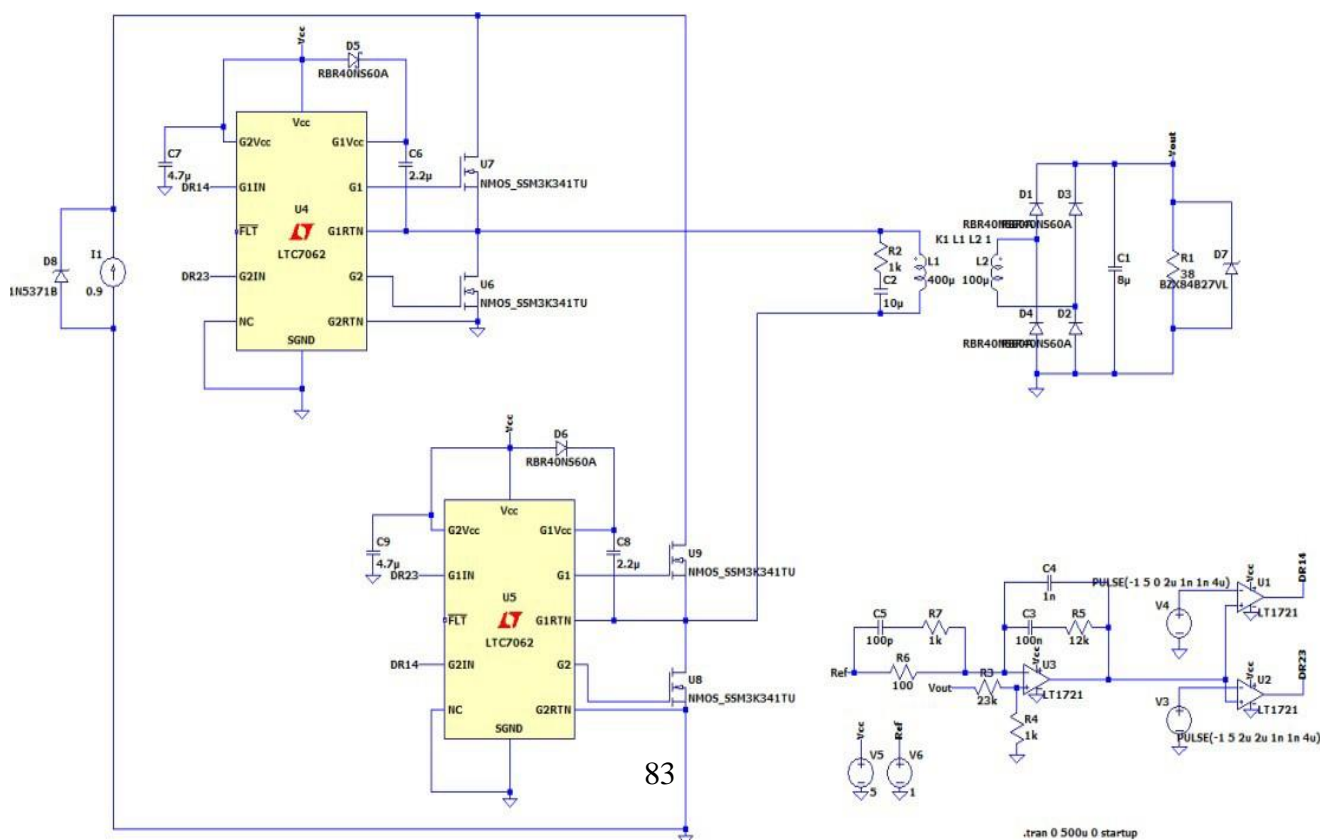 Vcc
D5
RBR40NS60A
Vcc
G2Vcc
G1Vcc
C7
4.7µ
C6
2.2µ
U7
NMOS_SSM3K341TU
DR14
G1IN
G1
U4
FLT
G1RTN
LTC7062
D8
1N5371B
I1
0.9
DR23
G2IN
G2
U6
NMOS_SSM3K341TU
NC
G2RTN
SGND
R2
1k
C2
10µ
L1
400µ
K1 L1 L2 1
L2
100µ
D1
D3
RBR40NS60A
RBR40NS60A
D4
D2
RBR40NS60A
RBR40NS60A
C1
8µ
Vout
R1
38
D7
BZX84B27VL
Vcc
D6
RBR40NS60A
Vcc
G2Vcc
G1Vcc
C9
4.7µ
C8
2.2µ
U9
NMOS_SSM3K341TU
DR23
G1IN
G1
U5
FLT
G1RTN
LTC7062
DR14
G2IN
G2
U8
NMOS_SSM3K341TU
NC
G2RTN
SGND
83
C4
1n
C5
100p
R7
1k
C3
100n
R5
12k
Ref
R6
100
Vout
R3
23k
Vcc
U3
LT1721
R4
1k
PULSE(-1 5 0 2u 1n 1n 4u)
V4
Vcc
U1
LT1721
DR14
Vcc
U2
LT1721
DR23
V3
PULSE(-1 5 2u 2u 1n 1n 4u)
Vcc
V5
5
Ref
V6
1
.tran 0 500u 0 startup